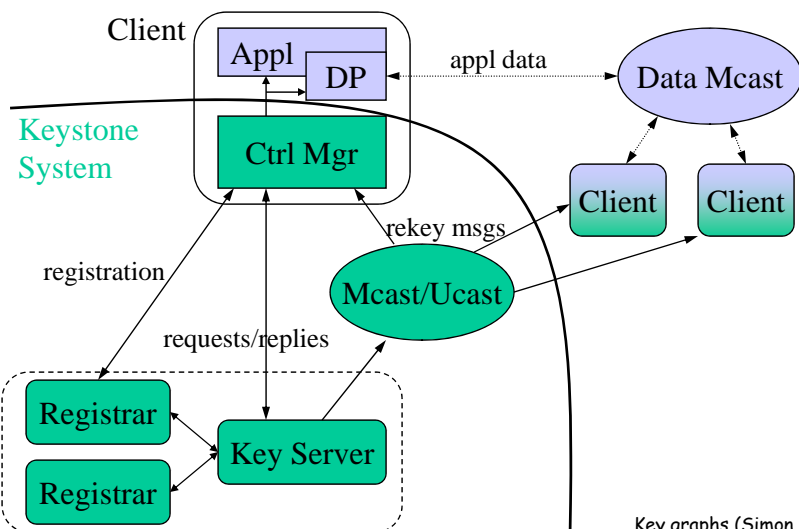 Client
Appl
DP
appl data
Data Mcast
Keystone
System
Ctrl Mgr
Client
Client
rekey msgs
registration
Mcast/Ucast
requests/replies
Registrar
Key Server
Registrar
Key graphs (Simon